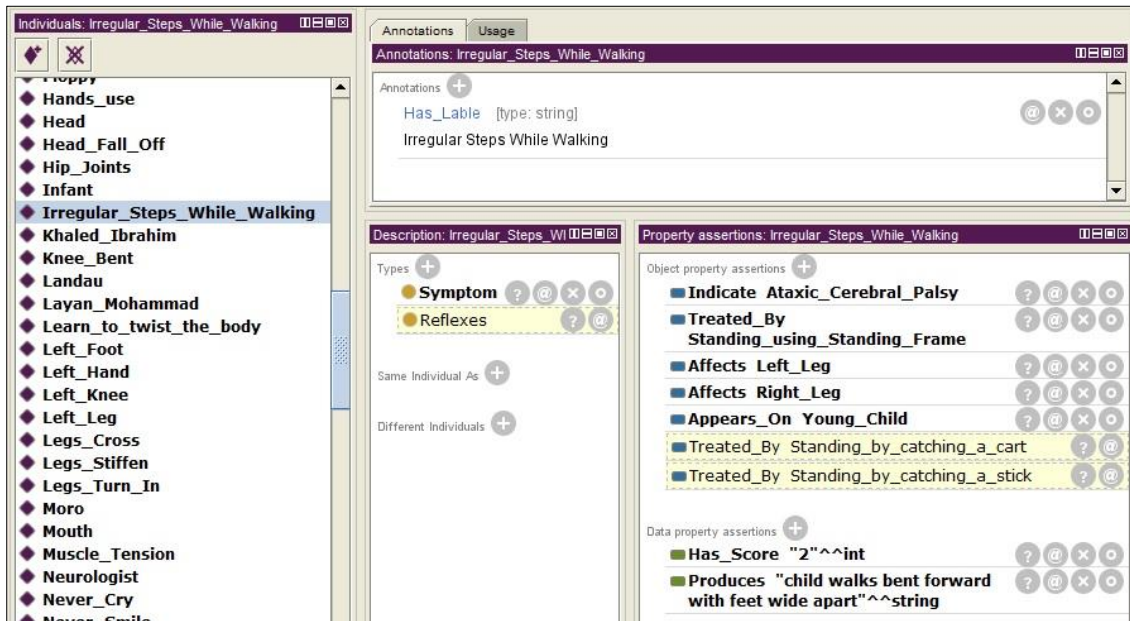 Individuals: Irregular_Steps_While_Walking
Floppy
Hands_use
Head
Head_Fall_Off
Hip_Joints
Infant
Irregular_Steps_While_Walking
Khaled_Ibrahim
Knee_Bent
Landau
Layan_Mohammad
Learn_to_twist_the_body
Left_Foot
Left_Hand
Left_Knee
Left_Leg
Legs_Cross
Legs_Stiffen
Legs_Turn_In
Moro
Mouth
Muscle_Tension
Neurologist
Never_Cry
Never_Smile
Annotations
Usage
Annotations: Irregular_Steps_While_Walking
Annotations
Has_Lable [type: string]
Irregular Steps While Walking
Description: Irregular_Steps_Wl
Types
Symptom
Reflexes
Same Individual As
Different Individuals
Property assertions: Irregular_Steps_While_Walking
Object property assertions
Indicate Ataxic_Cerebral_Palsy
Treated_By
Standing_using_Standing_Frame
Affects Left_Leg
Affects Right_Leg
Appears_On Young_Child
Treated_By Standing_by_catching_a_cart
Treated_By Standing_by_catching_a_stick
Data property assertions
Has_Score "2"^^int
Produces "child walks bent forward
with feet wide apart"^^string